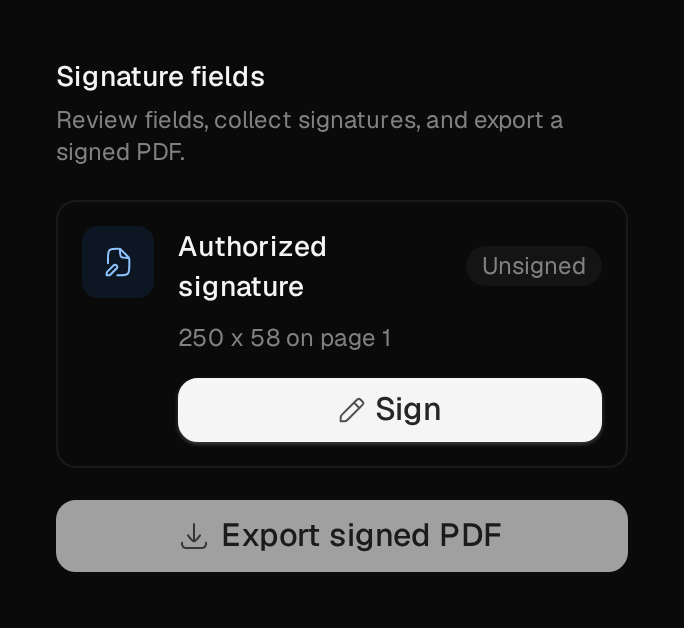 Signature fields
Review fields, collect signatures, and export a
signed PDF.
Authorized
signature
Unsigned
250 x 58 on page 1
Sign
Export signed PDF